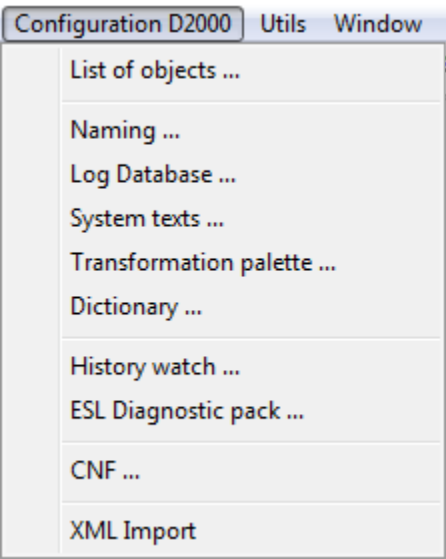 Configuration D2000 Utils Window
List of objects ...
Naming ...
Log Database ...
System texts ...
Transformation palette ...
Dictionary ...
History watch ...
ESL Diagnostic pack ...
CNF ...
XML Import